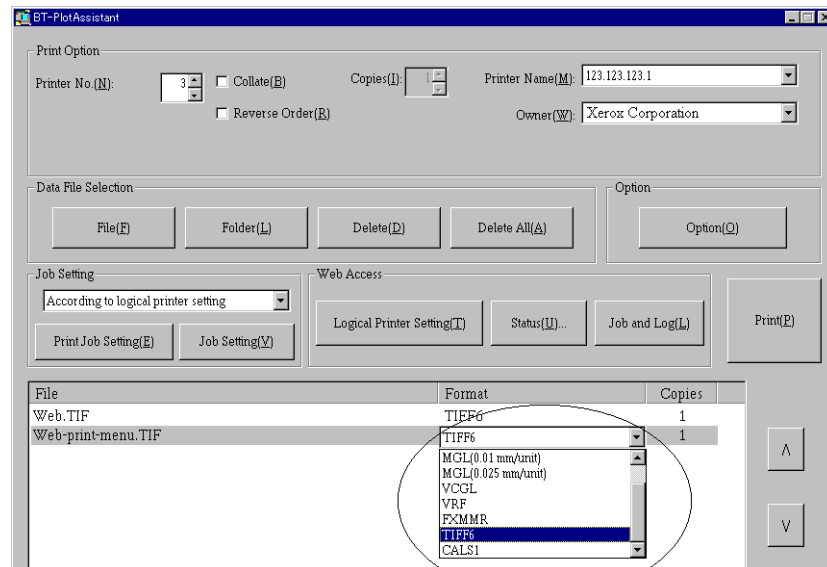 BT-PlotAssistant
Print Option
Printer No.(N): 3 Collate(B) Copies(I): 1 Printer Name(M): 123.123.123.1
Reverse Order(R) Owner(W): Xerox Corporation
Data File Selection Option
File(F) Folder(L) Delete(D) Delete All(A) Option(O)
Job Setting Web Access
According to logical printer setting
Logical Printer Setting(T) Status(U)... Job and Log(L) Print(P)
Print Job Setting(E) Job Setting(V)
File Format Copies
Web.TIF TIFF6 1
Web-print-menu.TIF TIFF6 1
MGL(0.01 mm/unit)
MGL(0.025 mm/unit)
VCGL
VRF
FXMMR
TIFF6
CALS1